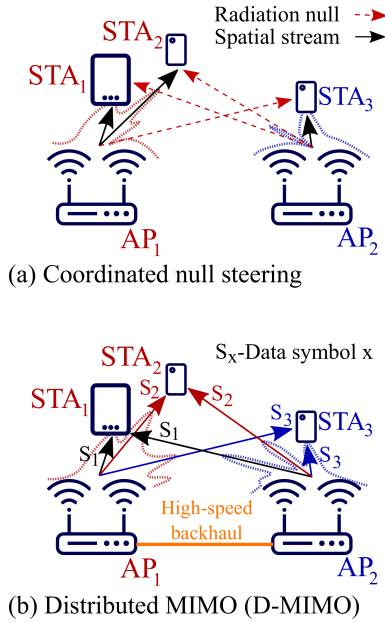 Radiation null
Spatial stream
STA2
STA1
STA3
AP1
AP2
(a) Coordinated null steering
Sx-Data symbol x
STA2
STA1
S2
S2
STA3
S3
S1
S1
S3
High-speed
backhaul
AP1
AP2
(b) Distributed MIMO (D-MIMO)